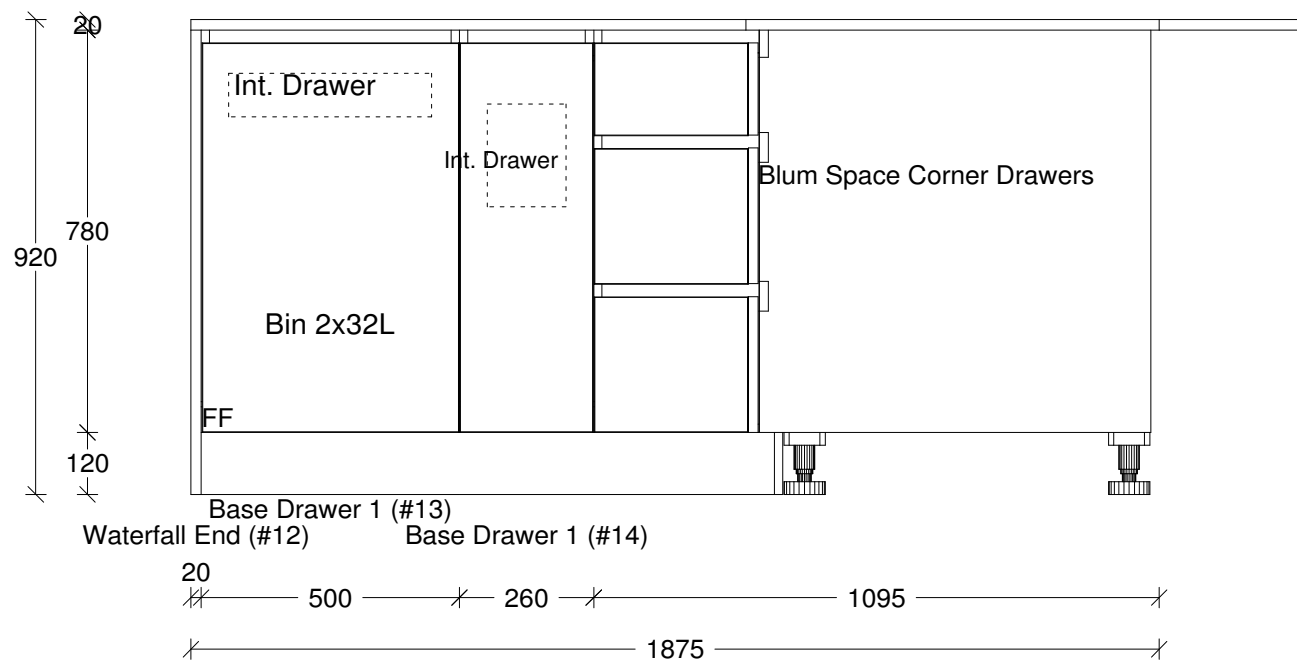 20
Int. Drawer
Int. Drawer
Blum Space Corner Drawers
780
920
Bin 2x32L
FF
120
Base Drawer 1 (#13)
Waterfall End (#12)
Base Drawer 1 (#14)
20
500
260
1095
1875